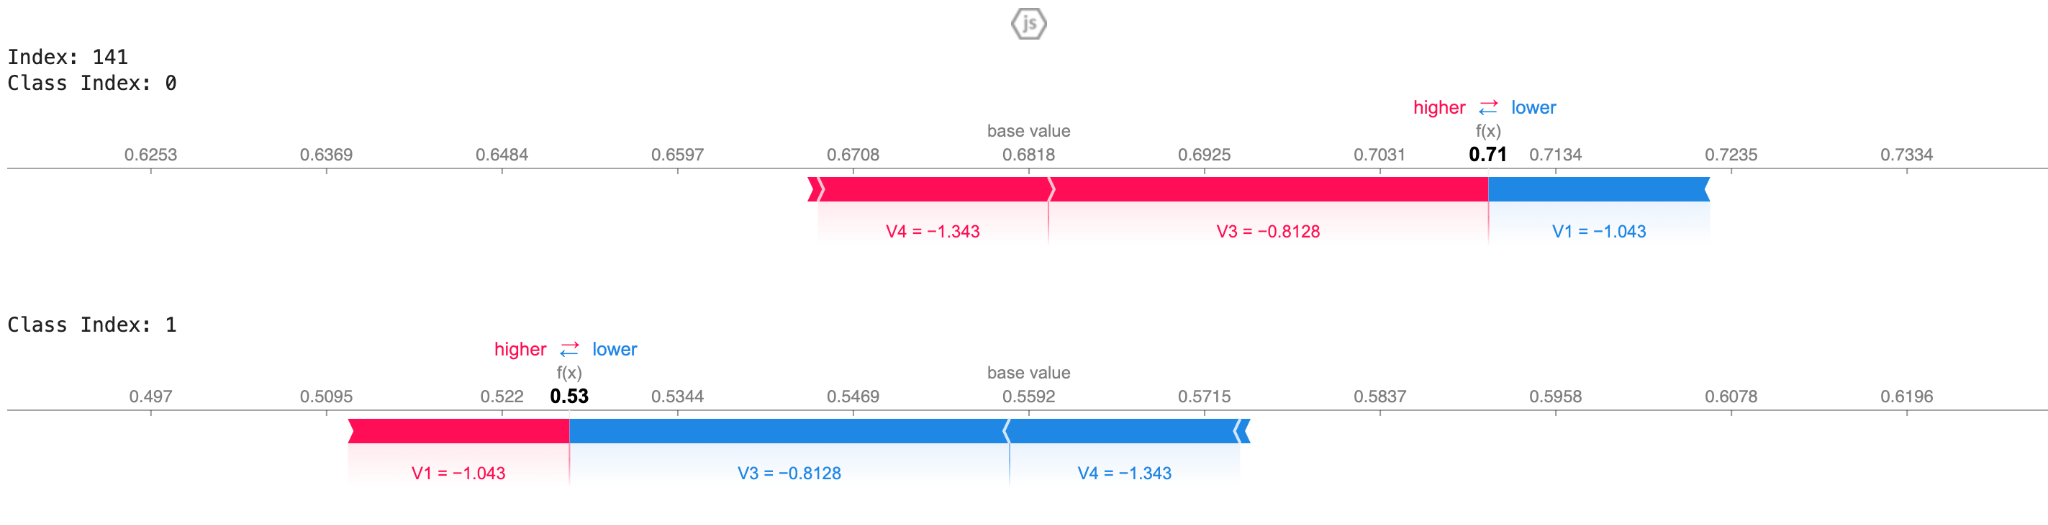 js
Index: 141
Class Index: 0
higher lower
base value f(x)
0.6253 0.6369 0.6484 0.6597 0.6708 0.6818 0.6925 0.7031 0.71 0.7134 0.7235 0.7334
V4 = −1.343 V3 = −0.8128 V1 = −1.043
Class Index: 1
higher lower
f(x) base value
0.497 0.5095 0.522 0.53 0.5344 0.5469 0.5592 0.5715 0.5837 0.5958 0.6078 0.6196
V1 = −1.043 V3 = −0.8128 V4 = −1.343